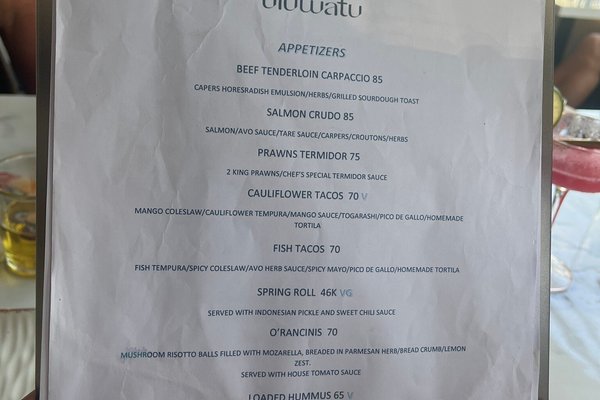 uluwatu
APPETIZERS
BEEF TENDERLOIN CARPACCIO 85
CAPERS HORESRADISH EMULSION/HERBS/GRILLED SOURDOUGH TOAST
SALMON CRUDO 85
SALMON/AVO SAUCE/TARE SAUCE/CARPERS/CROUTONS/HERBS
PRAWNS TERMIDOR 75
2 KING PRAWNS/CHEF'S SPECIAL TERMIDOR SAUCE
CAULIFLOWER TACOS 70 V
MANGO COLESLAW/CAULIFLOWER TEMPURA/MANGO SAUCE/TOGARASHI/PICO DE GALLO/HOMEMADE
TORTILA
FISH TACOS 70
FISH TEMPURA/SPICY COLESLAW/AVO HERB SAUCE/SPICY MAYO/PICO DE GALLO/HOMEMADE TORTILLA
SPRING ROLL 46K VG
SERVED WITH INDONESIAN PICKLE AND SWEET CHILI SAUCE
O'RANCINIS 70
MUSHROOM RISOTTO BALLS FILLED WITH MOZARELLA, BREADED IN PARMESAN HERB/BREAD CRUMB/LEMON
ZEST.
SERVED WITH HOUSE TOMATO SAUCE
LOADED HUMMUS 65 V